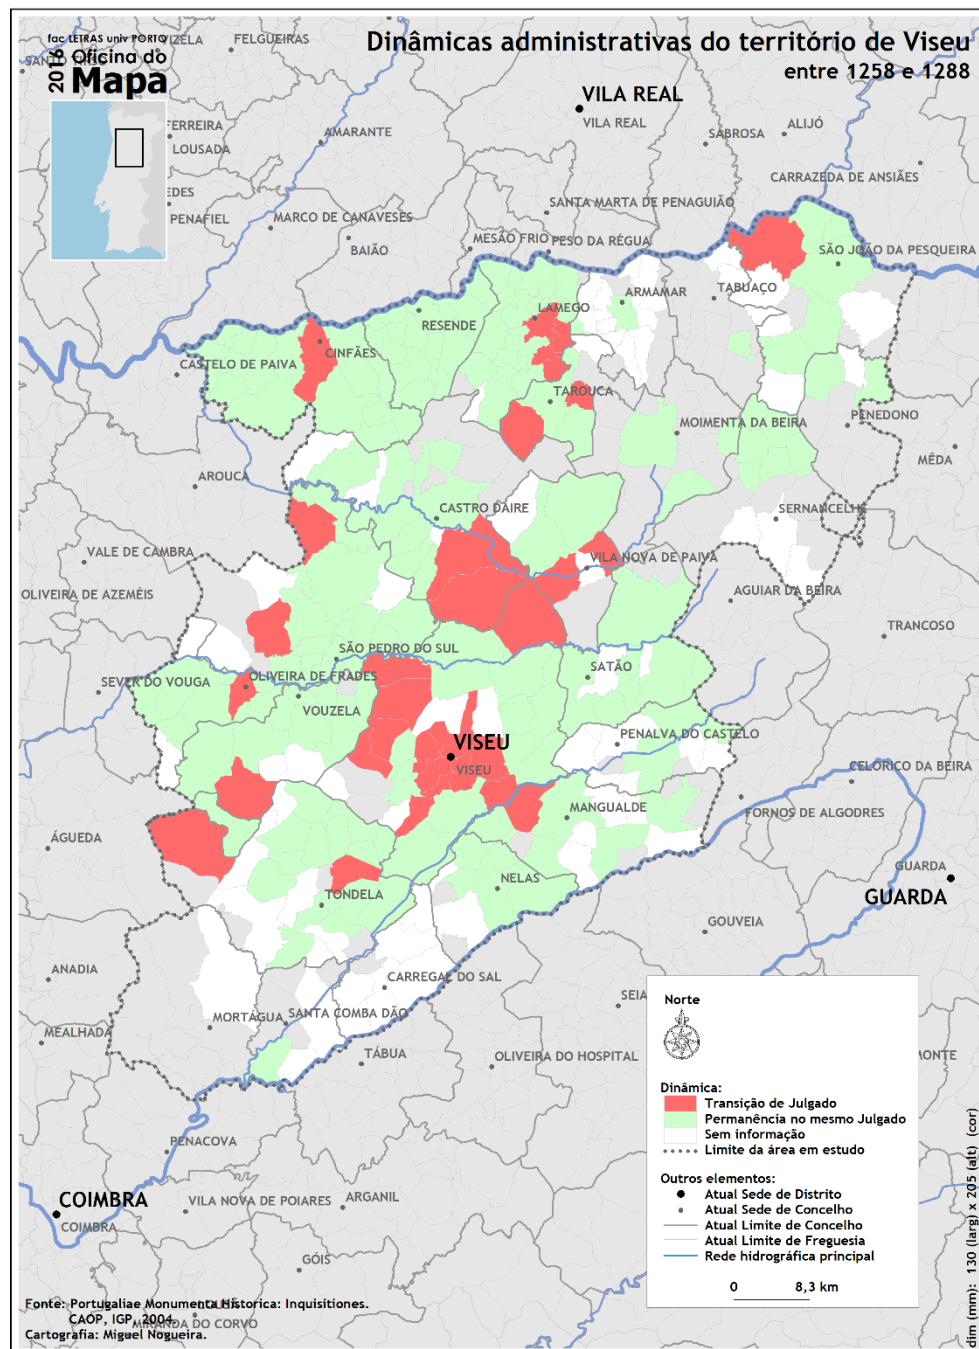 fac LETRAS univ PORTO
2016 Oficina do
Mapa
Dinâmicas administrativas do território de Viseu
entre 1258 e 1288
VIZELA
FELGUEIRAS
VILA REAL
VILA REAL
SABROSA
ALIJÓ
AMARANTE
FERREIRA
LOUSADA
CARRAZEDA DE ANSIÃES
EDES
PENAFIEL
MARCO DE CANAVESES
SANTA MARTA DE PENAGUIÃO
BAIÃO
MESÃO FRIO
PESO DA RÉGUA
SÃO JOÃO DA PESQUEIRA
TABUAÇO
ARMAMAR
LAMEGO
RESENDE
CINFÃES
CASTELO DE PAIVA
TAROUCA
MOIMENTA DA BEIRA
PENEDONO
MÊDA
AROUCA
CASTRO DAIRE
SERNANCELHE
VALE DE CAMBRA
VILA NOVA DE PAIVA
OLIVEIRA DE AZEMÉIS
AGUIAR DA BEIRA
TRANCOSO
SÃO PEDRO DO SUL
SATÃO
SEVER DO VOUGA
OLIVEIRA DE FRADES
VOUZELA
VISEU
VISEU
PENALVA DO CASTELO
CELORICO DA BEIRA
MANGUALDE
FORNOS DE ALGODRES
ÁGUEDA
GUARDA
GUARDA
NELAS
TONDELA
GOUVEIA
ANADIA
CARREGAL DO SAL
SEIA
MORTÁGUA
SANTA COMBA DÃO
MEALHADA
TÁBUA
OLIVEIRA DO HOSPITAL
MONTE
PENACOVA
COIMBRA
COIMBRA
VILA NOVA DE POIARES
ARGANIL
GÓIS
LOUSÃ
MIRANDA DO CORVO
Norte
Dinâmica:
Transição de Julgado
Permanência no mesmo Julgado
Sem informação
Limite da área em estudo
Outros elementos:
Atual Sede de Distrito
Atual Sede de Concelho
Atual Limite de Concelho
Atual Limite de Freguesia
Rede hidrográfica principal
0 8,3 km
Fonte: Portugaliae Monumenta Historica: Inquisitiones.
CAOP, IGP, 2004.
Cartografia: Miguel Nogueira.
dim (mm): 130 (larg) x 205 (alt) (cor)